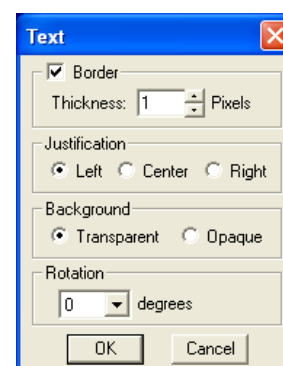 Text
Border
Thickness: 1 Pixels
Justification
Left Center Right
Background
Transparent Opaque
Rotation
0 degrees
OK Cancel